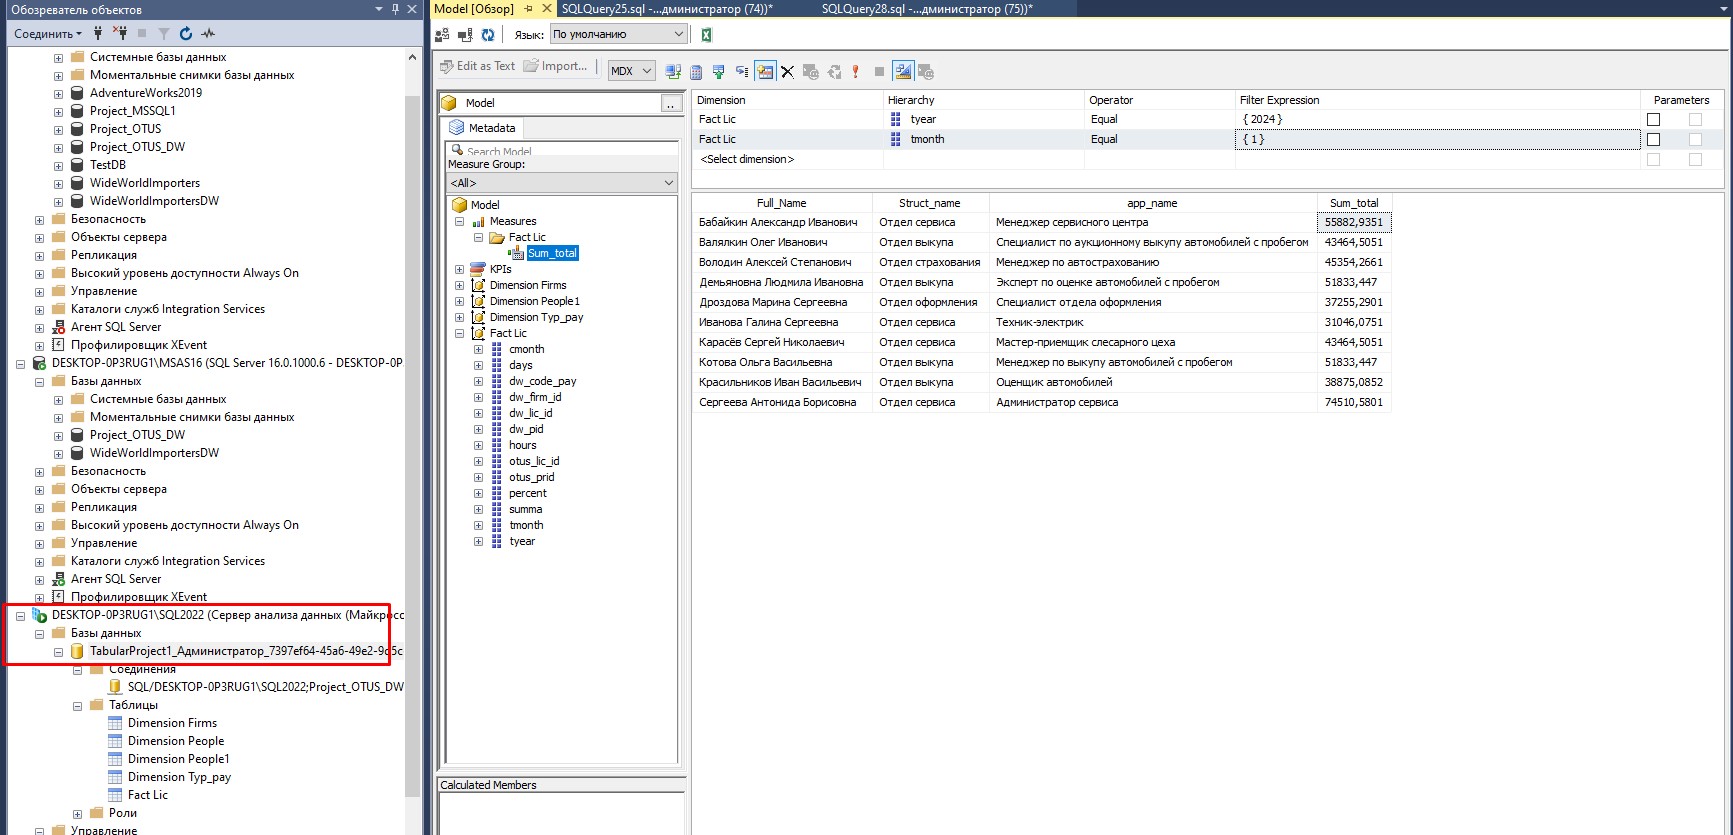 Обозреватель объектов
Соединить
Системные базы данных
Моментальные снимки базы данных
AdventureWorks2019
Project_MSSQL1
Project_OTUS
Project_OTUS_DW
TestDB
WideWorldImporters
WideWorldImportersDW
Безопасность
Объекты сервера
Репликация
Высокий уровень доступности Always On
Управление
Каталоги служб Integration Services
Агент SQL Server
Профилировщик XEvent
DESKTOP-0P3RUG1\MSAS16 (SQL Server 16.0.1000.6 - DESKTOP-0P
Базы данных
Системные базы данных
Моментальные снимки базы данных
Project_OTUS_DW
WideWorldImportersDW
Безопасность
Объекты сервера
Репликация
Высокий уровень доступности Always On
Управление
Каталоги служб Integration Services
Агент SQL Server
Профилировщик XEvent
DESKTOP-0P3RUG1\SQL2022 (Сервер анализа данных (Майкросс
Базы данных
TabularProject1_Администратор_7397ef64-45a6-49e2-9d5c
Соединения
SQL/DESKTOP-0P3RUG1\SQL2022;Project_OTUS_DW
Таблицы
Dimension Firms
Dimension People
Dimension People1
Dimension Typ_pay
Fact Lic
Роли
Управление
Model [Обзор]
SQLQuery25.sql -...дминистратор (74))*
SQLQuery28.sql -...дминистратор (75))*
Язык: По умолчанию
Edit as Text Import... MDX
Model ..
Metadata
Search Model
Measure Group:
<All>
Model
Measures
Fact Lic
Sum_total
KPIs
Dimension Firms
Dimension People1
Dimension Typ_pay
Fact Lic
cmonth
days
dw_code_pay
dw_firm_id
dw_lic_id
dw_pid
hours
otus_lic_id
otus_prid
percent
summa
tmonth
tyear
Calculated Members
Dimension Hierarchy Operator Filter Expression Parameters
Fact Lic tyear Equal { 2024 }
Fact Lic tmonth Equal { 1 }
<Select dimension>
Full_Name Struct_name app_name Sum_total
Бабайкин Александр Иванович Отдел сервиса Менеджер сервисного центра 55882,9351
Валялкин Олег Иванович Отдел выкупа Специалист по аукционному выкупу автомобилей с пробегом 43464,5051
Володин Алексей Степанович Отдел страхования Менеджер по автострахованию 45354,2661
Демьяновна Людмила Ивановна Отдел выкупа Эксперт по оценке автомобилей с пробегом 51833,447
Дроздова Марина Сергеевна Отдел оформления Специалист отдела оформления 37255,2901
Иванова Галина Сергеевна Отдел сервиса Техник-электрик 31046,0751
Карасёв Сергей Николаевич Отдел сервиса Мастер-приемщик слесарного цеха 43464,5051
Котова Ольга Васильевна Отдел выкупа Менеджер по выкупу автомобилей с пробегом 51833,447
Красильников Иван Васильевич Отдел выкупа Оценщик автомобилей 38875,0852
Сергеева Антонида Борисовна Отдел сервиса Администратор сервиса 74510,5801